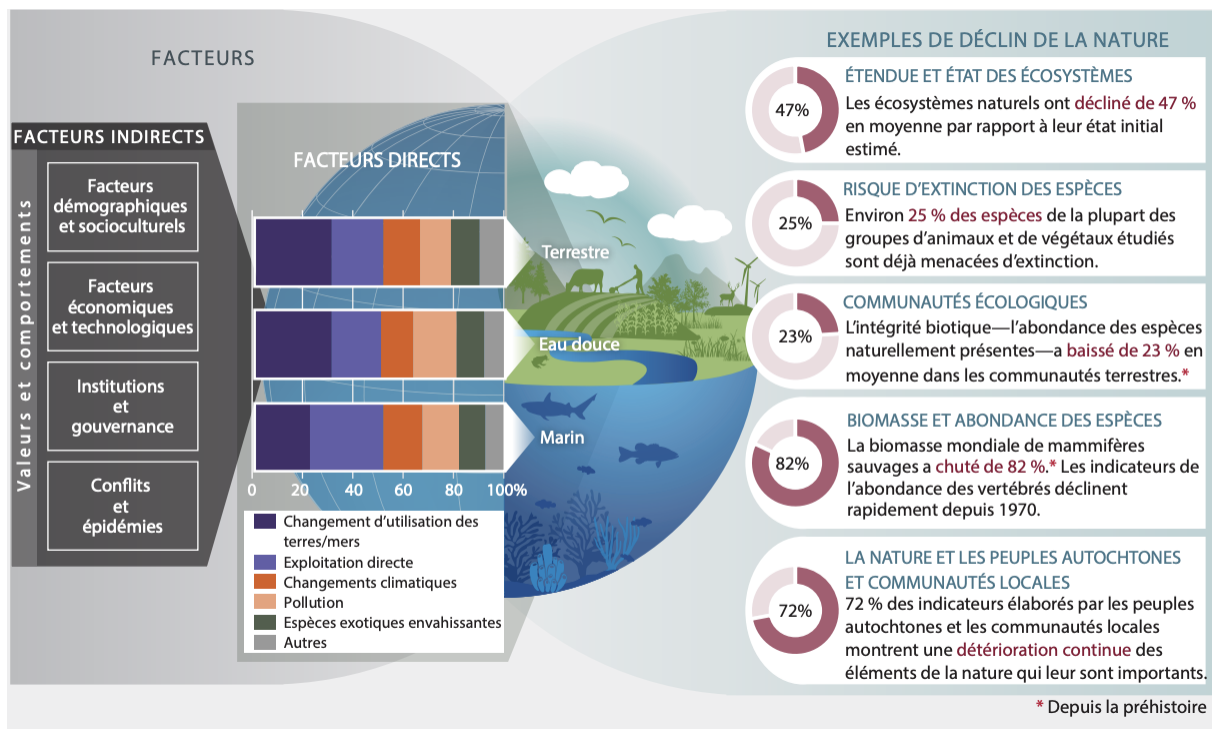 FACTEURS
FACTEURS INDIRECTS
Valeurs et comportements
Facteurs
démographiques
et socioculturels
Facteurs
économiques
et technologiques
Institutions
et
gouvernance
Conflits
et
épidémies
FACTEURS DIRECTS
Terrestre
Eau douce
Marin
0 20 40 60 80 100%
Changement d’utilisation des
terres/mers
Exploitation directe
Changements climatiques
Pollution
Espèces exotiques envahissantes
Autres
EXEMPLES DE DÉCLIN DE LA NATURE
47%
ÉTENDUE ET ÉTAT DES ÉCOSYSTÈMES
Les écosystèmes naturels ont décliné de 47 %
en moyenne par rapport à leur état initial
estimé.
25%
RISQUE D’EXTINCTION DES ESPÈCES
Environ 25 % des espèces de la plupart des
groupes d’animaux et de végétaux étudiés
sont déjà menacées d’extinction.
23%
COMMUNAUTÉS ÉCOLOGIQUES
L’intégrité biotique—l’abondance des espèces
naturellement présentes—a baissé de 23 % en
moyenne dans les communautés terrestres.*
82%
BIOMASSE ET ABONDANCE DES ESPÈCES
La biomasse mondiale de mammifères
sauvages a chuté de 82 %.* Les indicateurs de
l’abondance des vertébrés déclinent
rapidement depuis 1970.
72%
LA NATURE ET LES PEUPLES AUTOCHTONES
ET COMMUNAUTÉS LOCALES
72 % des indicateurs élaborés par les peuples
autochtones et les communautés locales
montrent une détérioration continue des
éléments de la nature qui leur sont importants.
* Depuis la préhistoire